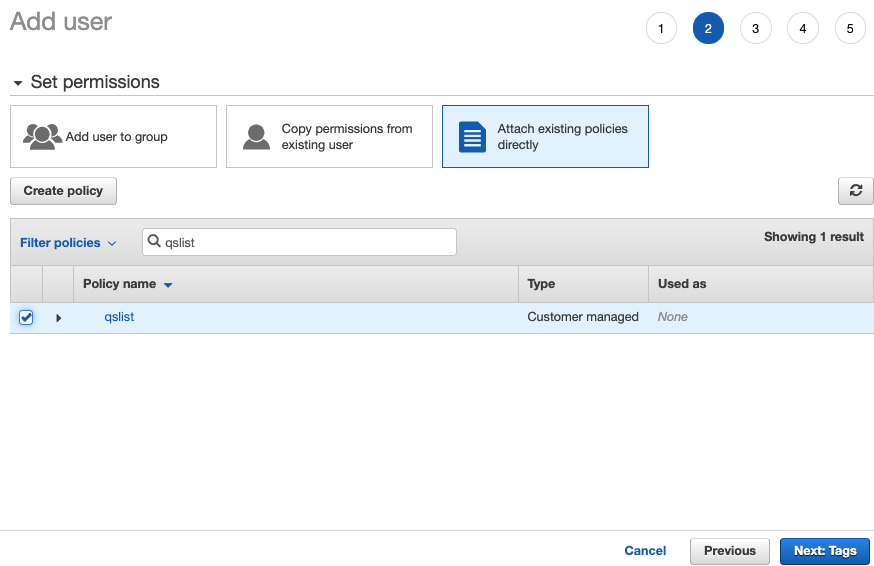 Add user
1 2 3 4 5
Set permissions
Add user to group
Copy permissions from
existing user
Attach existing policies
directly
Create policy
Filter policies
qslist
Showing 1 result
Policy name Type Used as
qslist Customer managed None
Cancel Previous Next: Tags